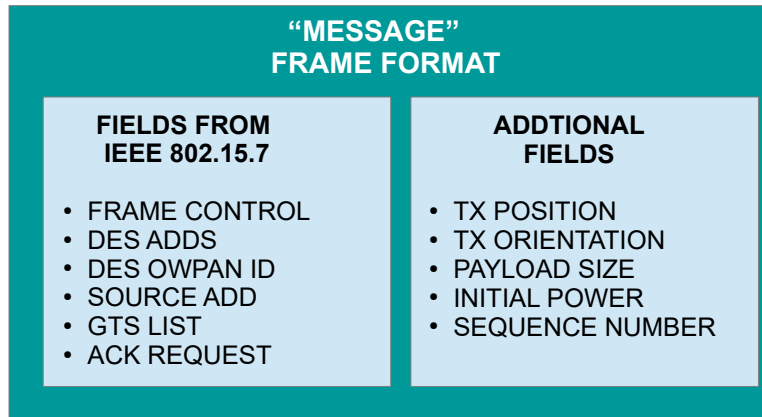 “MESSAGE”
FRAME FORMAT
FIELDS FROM
IEEE 802.15.7
• FRAME CONTROL
• DES ADDS
• DES OWPAN ID
• SOURCE ADD
• GTS LIST
• ACK REQUEST
ADDTIONAL
FIELDS
• TX POSITION
• TX ORIENTATION
• PAYLOAD SIZE
• INITIAL POWER
• SEQUENCE NUMBER